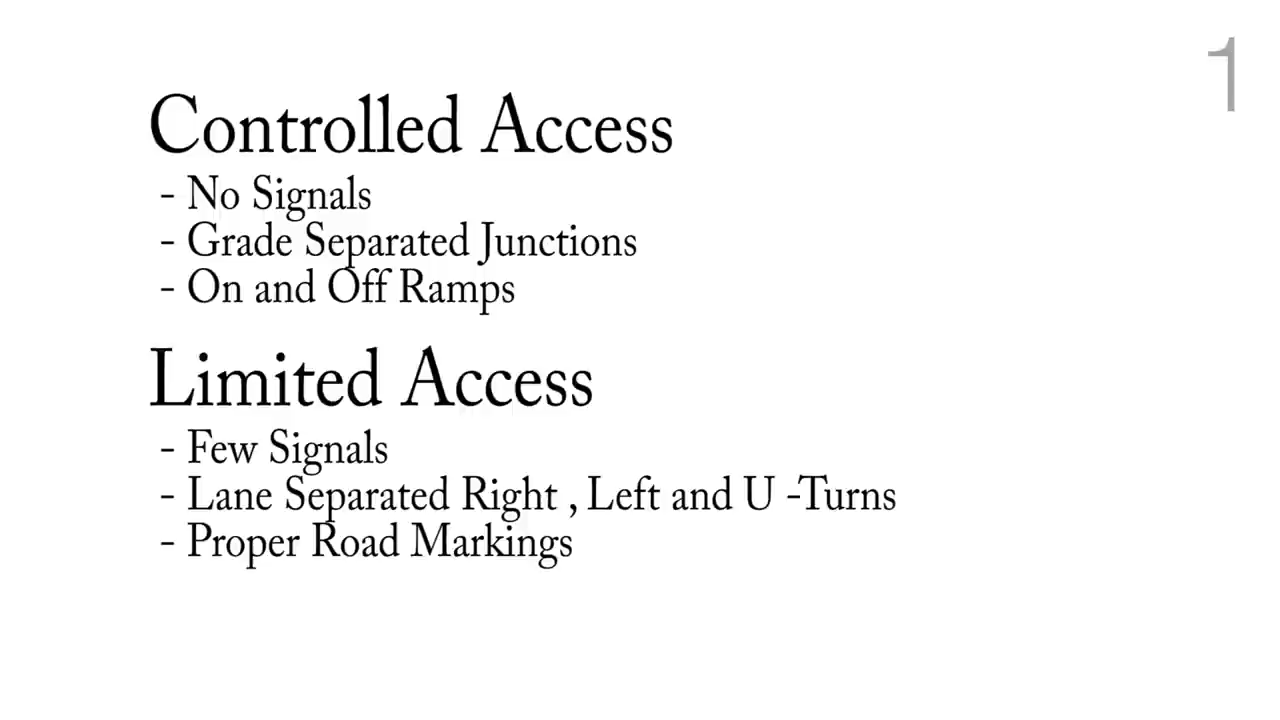 1
Controlled Access
- No Signals
- Grade Separated Junctions
- On and Off Ramps
Limited Access
- Few Signals
- Lane Separated Right , Left and U -Turns
- Proper Road Markings